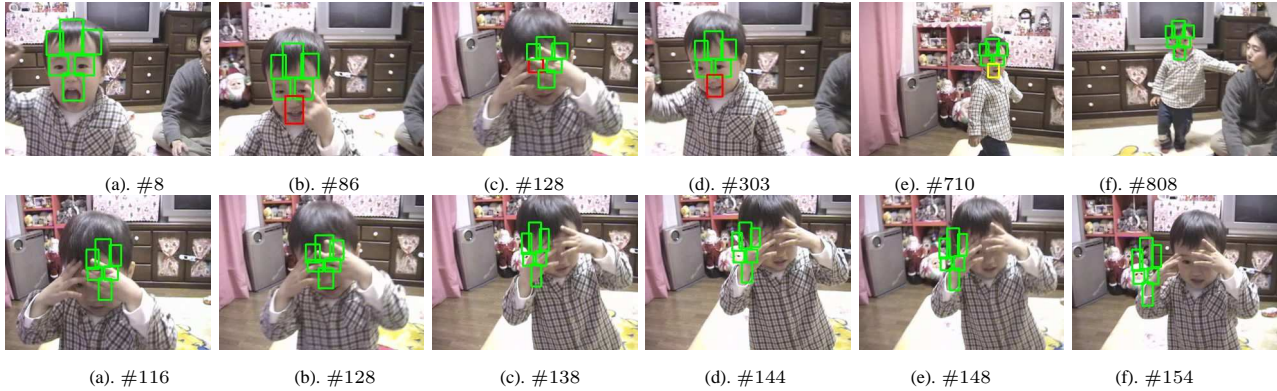 (a). #8 (b). #86 (c). #128 (d). #303 (e). #710 (f). #808
(a). #116 (b). #128 (c). #138 (d). #144 (e). #148 (f). #154